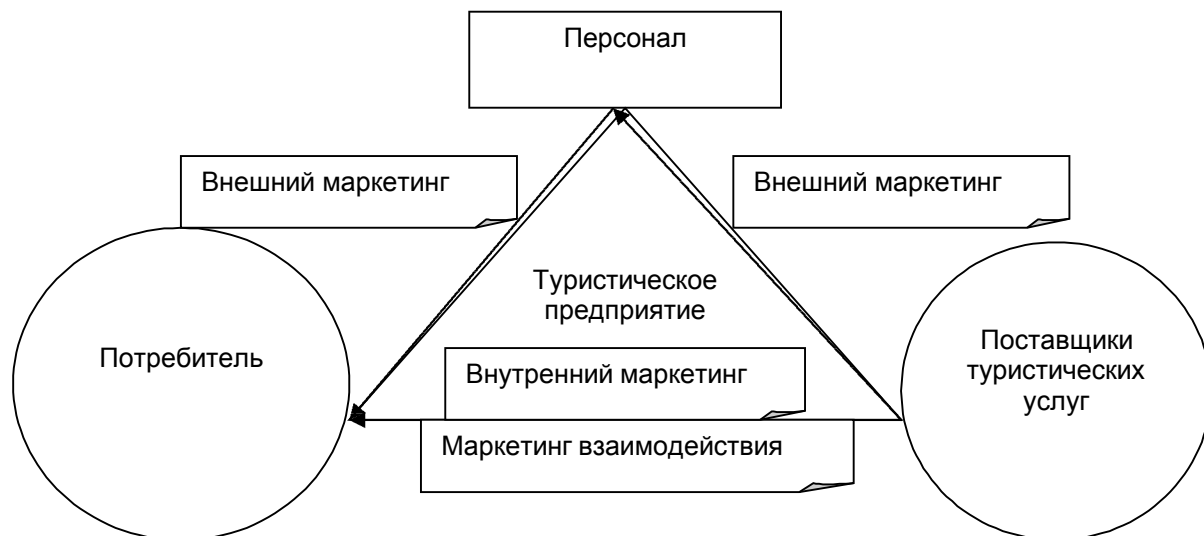 Персонал
Внешний маркетинг
Внешний маркетинг
Туристическое
предприятие
Потребитель
Поставщики
туристических
услуг
Внутренний маркетинг
Маркетинг взаимодействия